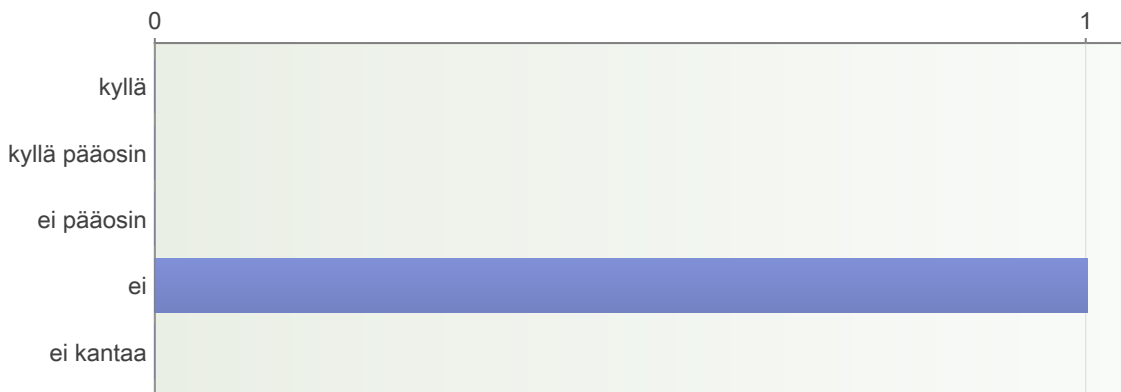 0 1
kyllä
kyllä pääosin
ei pääosin
ei
ei kantaa